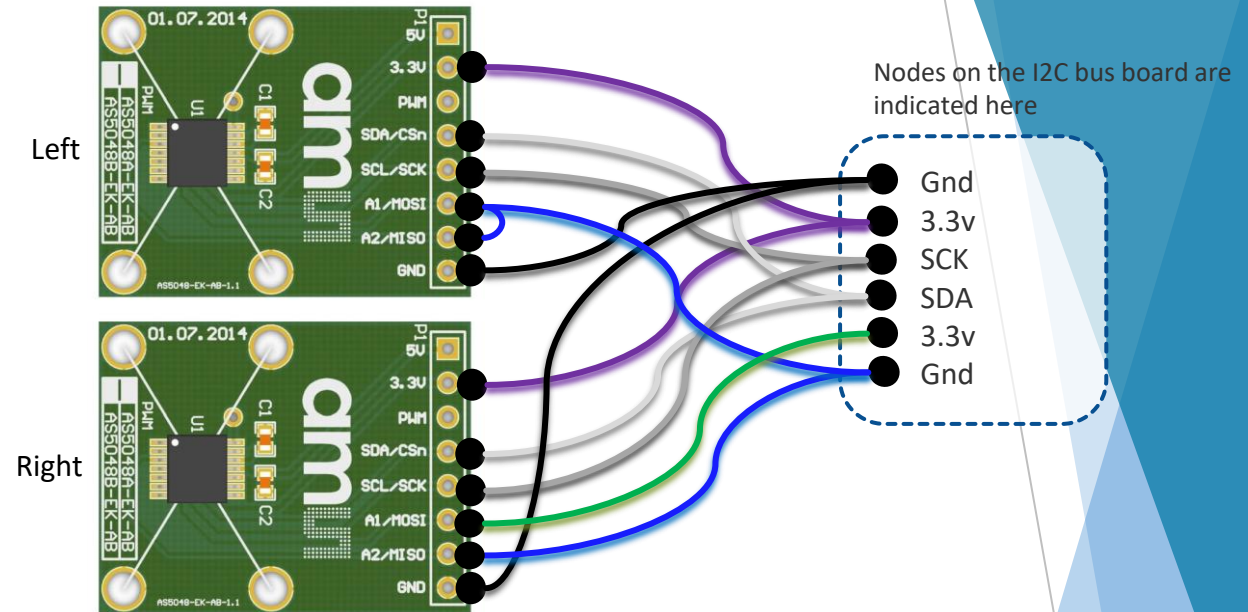 Left
01.07.2014
AS5048A-EK-AB
AS5048B-EK-AB
PWM
U1
C1
C2
AS5048-EK-AB-1.1
am
P1
5V
3.3V
PWM
SDA/CSn
SCL/SCK
A1/MOSI
A2/MISO
GND
Right
01.07.2014
AS5048A-EK-AB
AS5048B-EK-AB
PWM
U1
C1
C2
AS5048-EK-AB-1.1
am
P1
5V
3.3V
PWM
SDA/CSn
SCL/SCK
A1/MOSI
A2/MISO
GND
Nodes on the I2C bus board are
indicated here
Gnd
3.3v
SCK
SDA
3.3v
Gnd